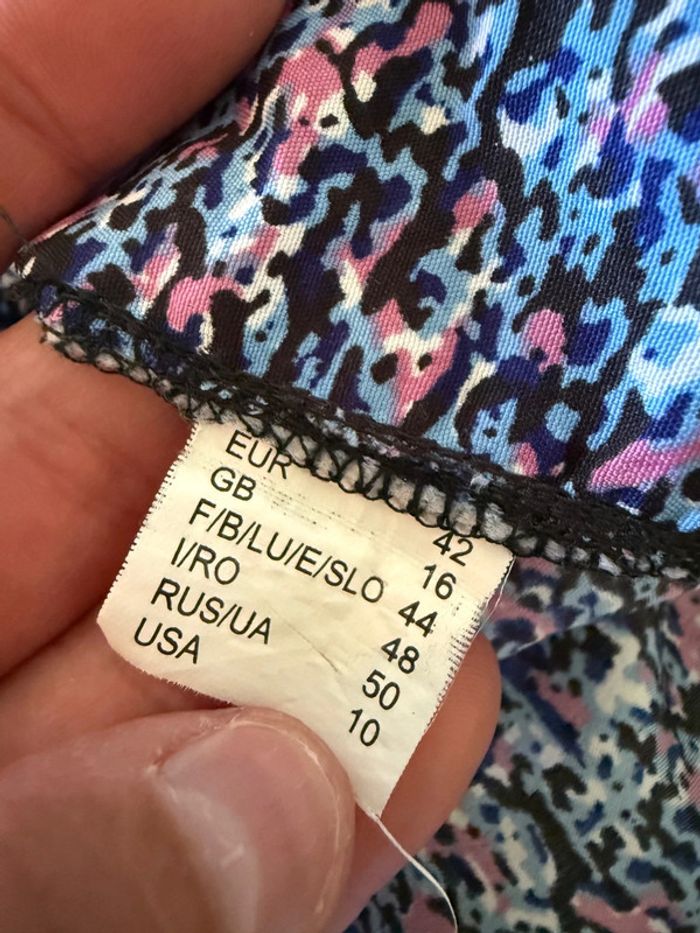 EUR 42
GB 16
F/B/LU/E/SLO 44
I/RO 48
RUS/UA 50
USA 10